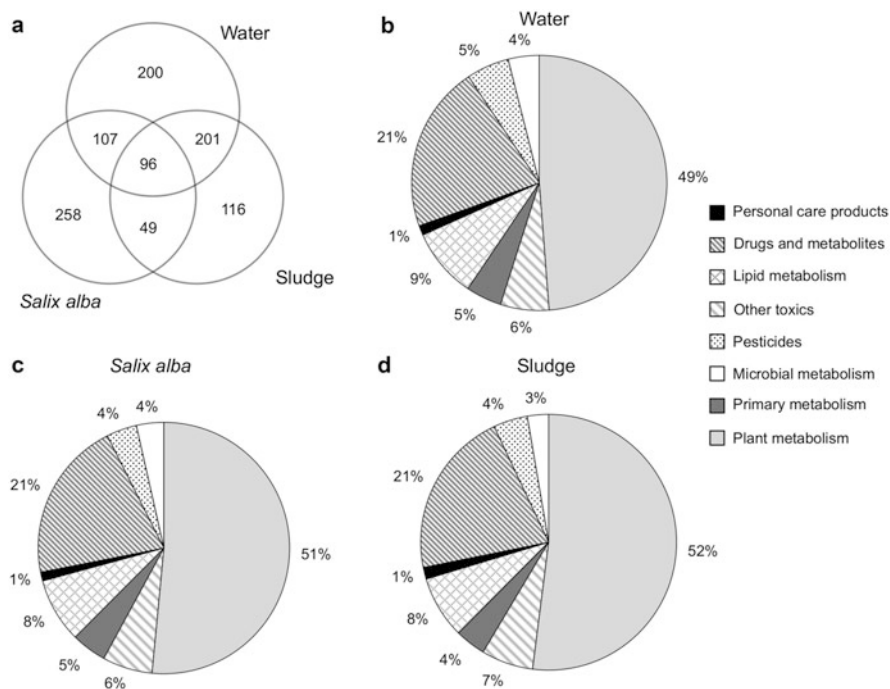 a
Water
200
107
201
96
258
49
116
Salix alba
Sludge
b
Water
5%
4%
21%
49%
1%
9%
5%
6%
Personal care products
Drugs and metabolites
Lipid metabolism
Other toxics
Pesticides
Microbial metabolism
Primary metabolism
Plant metabolism
c
Salix alba
4%
4%
21%
51%
1%
8%
5%
6%
d
Sludge
4%
3%
21%
52%
1%
8%
4%
7%